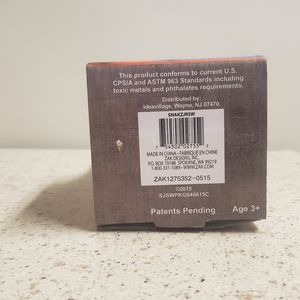 This product conforms to current U.S.
CPSIA and ASTM 963 Standards including
toxic metals and phthalates requirements.
Distributed by:
Ideavillage, Wayne, NJ 07470.
SNAKZJRSW
MADE IN CHINA - FABRIQUÉ EN CHINE
ZAK DESIGNS, INC.
P.O. BOX 19188, SPOKANE, WA 99219
1-800-331-1089 - WWW.ZAK.COM
ZAK1275352-0515
©2015
SJSWPKG040615C
Patents Pending
Age 3+